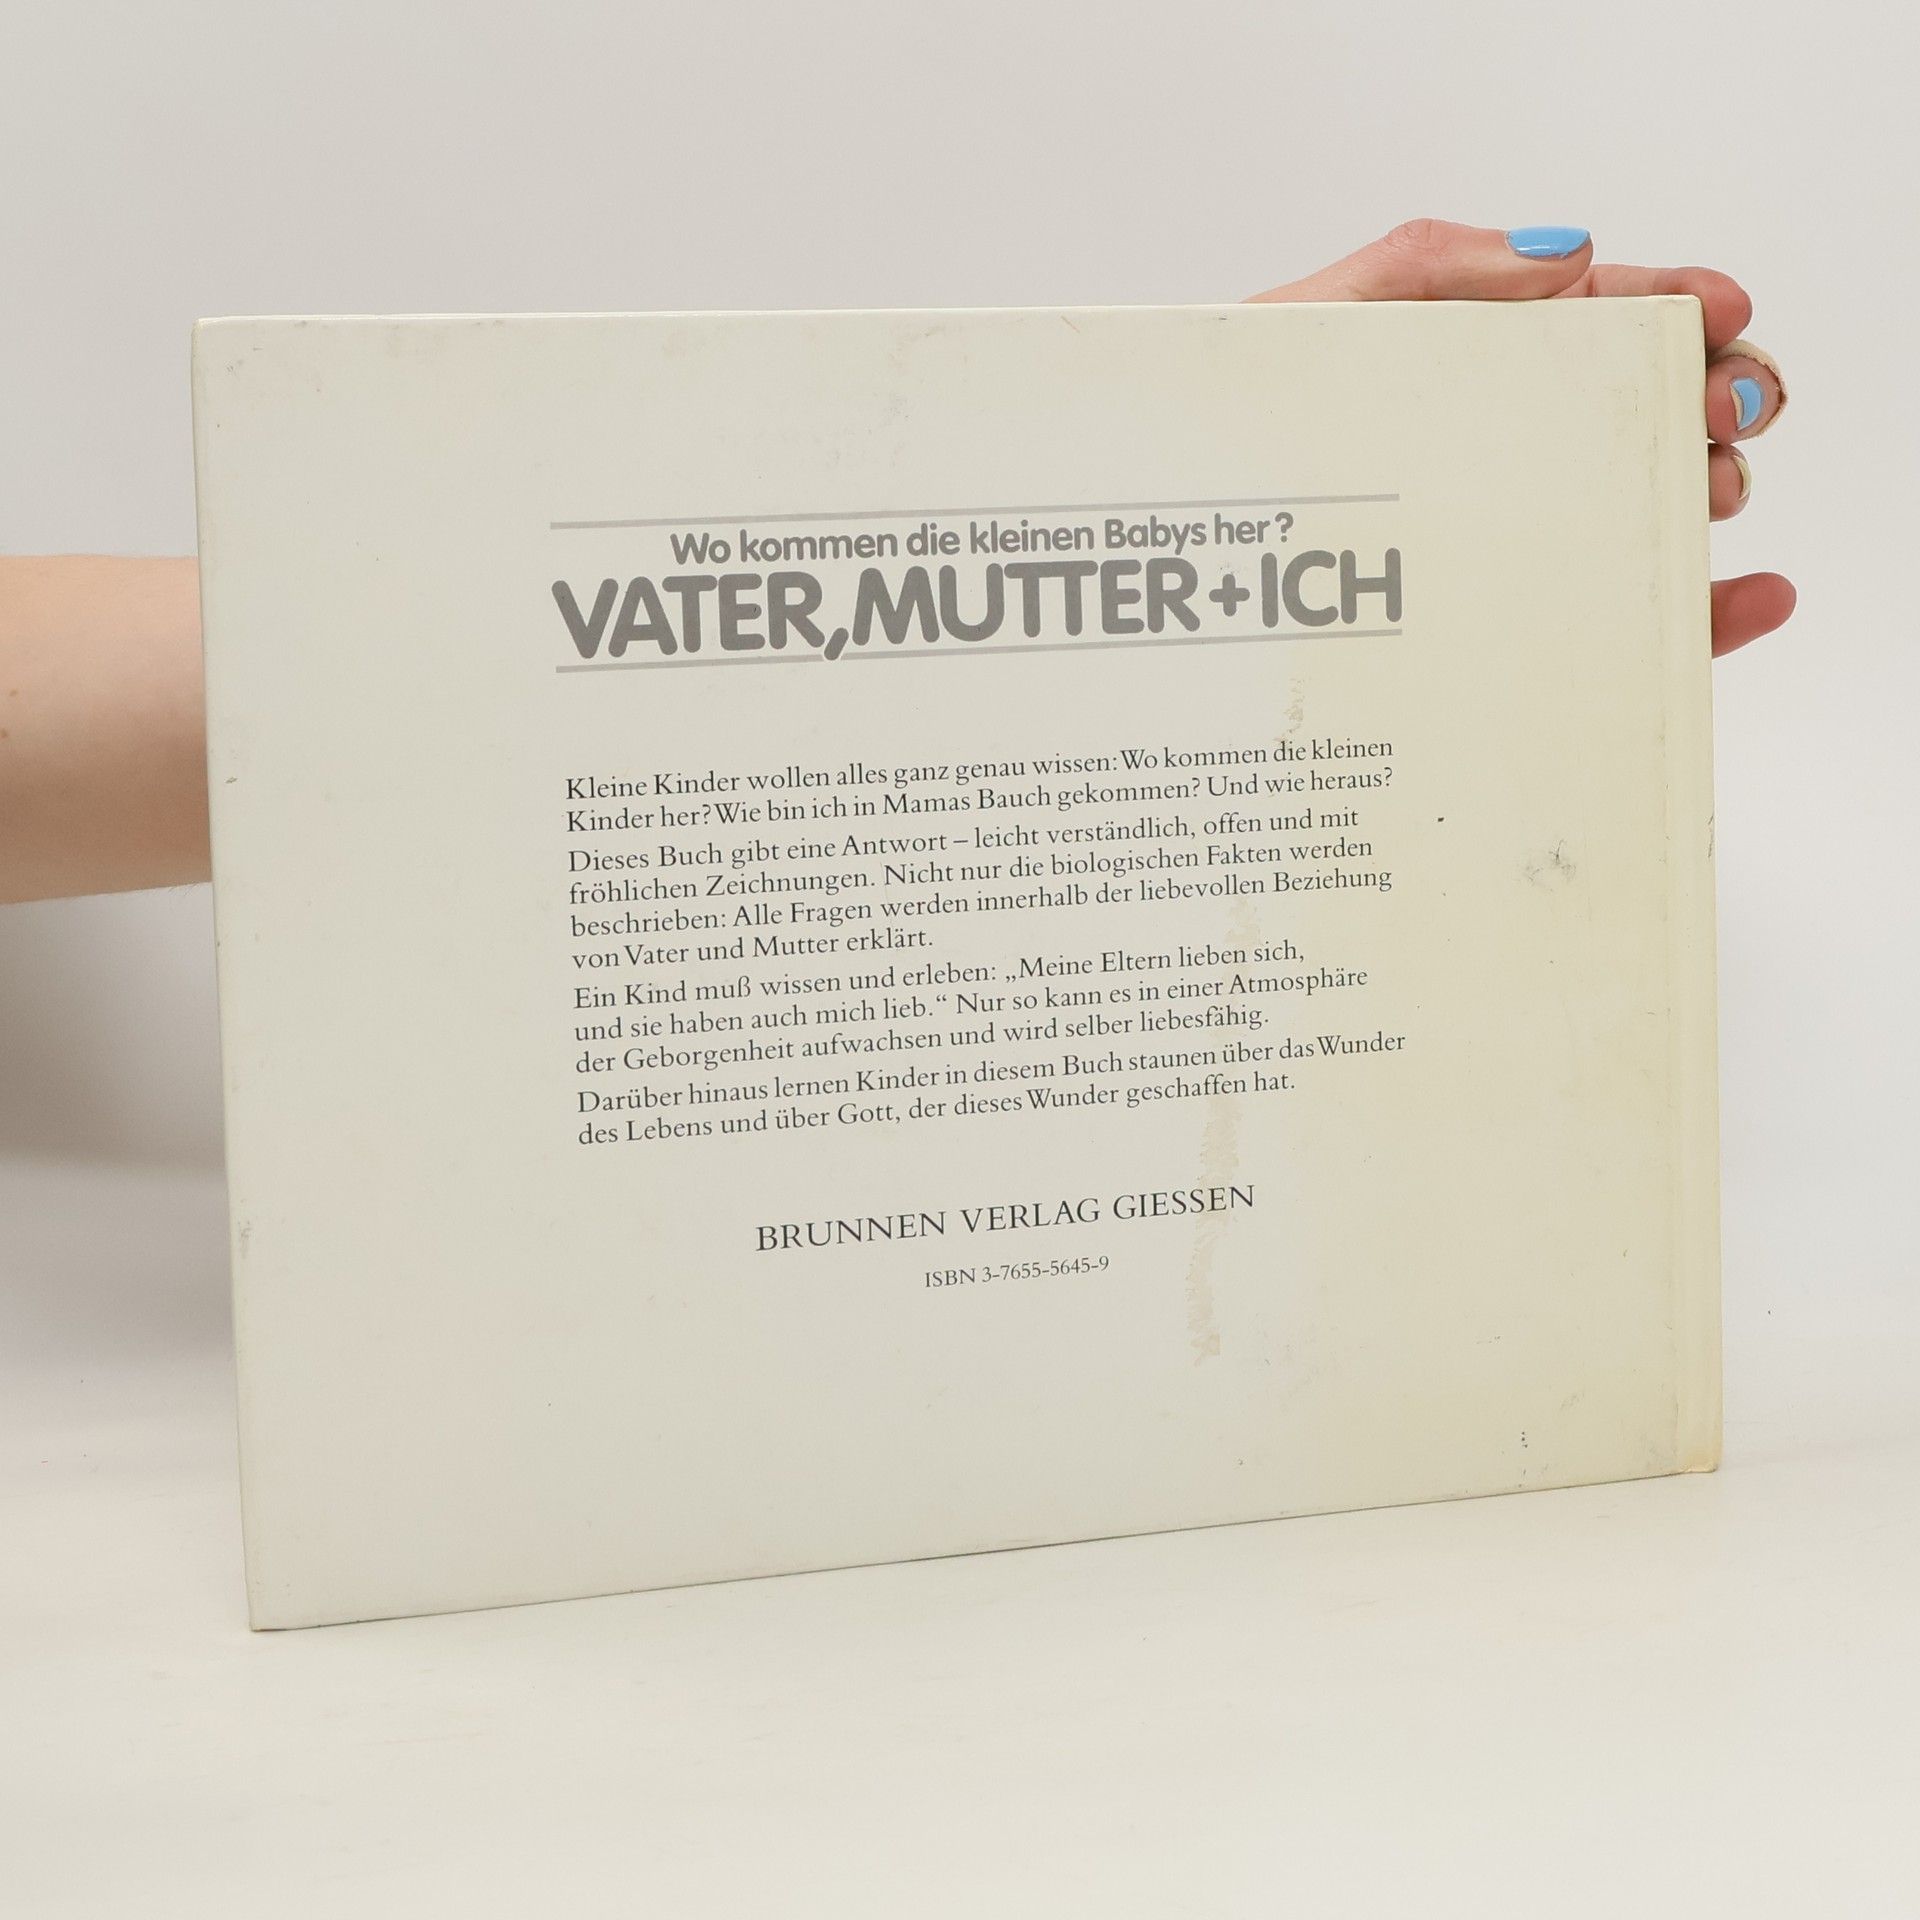 Wo kommen die kleinen Babys her?
VATER, MUTTER + ICH
Kleine Kinder wollen alles ganz genau wissen: Wo kommen die kleinen
Kinder her? Wie bin ich in Mamas Bauch gekommen? Und wie heraus?
Dieses Buch gibt eine Antwort – leicht verständlich, offen und mit
fröhlichen Zeichnungen. Nicht nur die biologischen Fakten werden
beschrieben: Alle Fragen werden innerhalb der liebevollen Beziehung
von Vater und Mutter erklärt.
Ein Kind muß wissen und erleben: „Meine Eltern lieben sich,
und sie haben auch mich lieb.“ Nur so kann es in einer Atmosphäre
der Geborgenheit aufwachsen und wird selber liebesfähig.
Darüber hinaus lernen Kinder in diesem Buch staunen über das Wunder
des Lebens und über Gott, der dieses Wunder geschaffen hat.
BRUNNEN VERLAG GIESSEN
ISBN 3-7655-5645-9